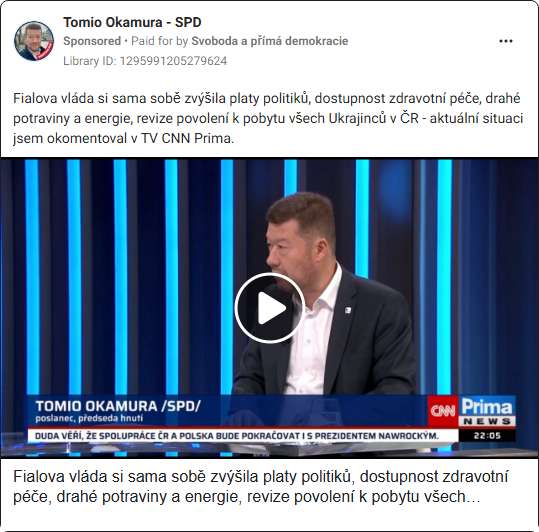 Tomio Okamura - SPD
Sponsored • Paid for by Svoboda a přímá demokracie
Library ID: 1295991205279624
Fialova vláda si sama sobě zvýšila platy politiků, dostupnost zdravotní péče, drahé
potraviny a energie, revize povolení k pobytu všech Ukrajinců v ČR - aktuální situaci
jsem okomentoval v TV CNN Prima.
TOMIO OKAMURA /SPD/
poslanec, předseda hnutí
CNN Prima
NEWS
DUDA VĚŘÍ, ŽE SPOLUPRÁCE ČR A POLSKA BUDE POKRAČOVAT I S PREZIDENTEM NAWROCKÝM.
22:05
Fialova vláda si sama sobě zvýšila platy politiků, dostupnost zdravotní
péče, drahé potraviny a energie, revize povolení k pobytu všech…